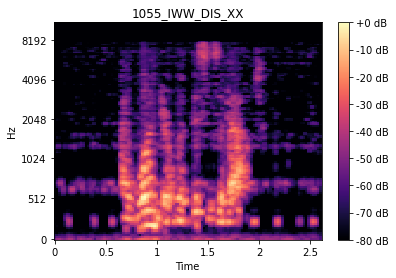 1055_IWW_DIS_XX
8192
4096
2048
1024
512
0
Hz
0
0.5
1
1.5
2
2.5
Time
+0 dB
-10 dB
-20 dB
-30 dB
-40 dB
-50 dB
-60 dB
-70 dB
-80 dB